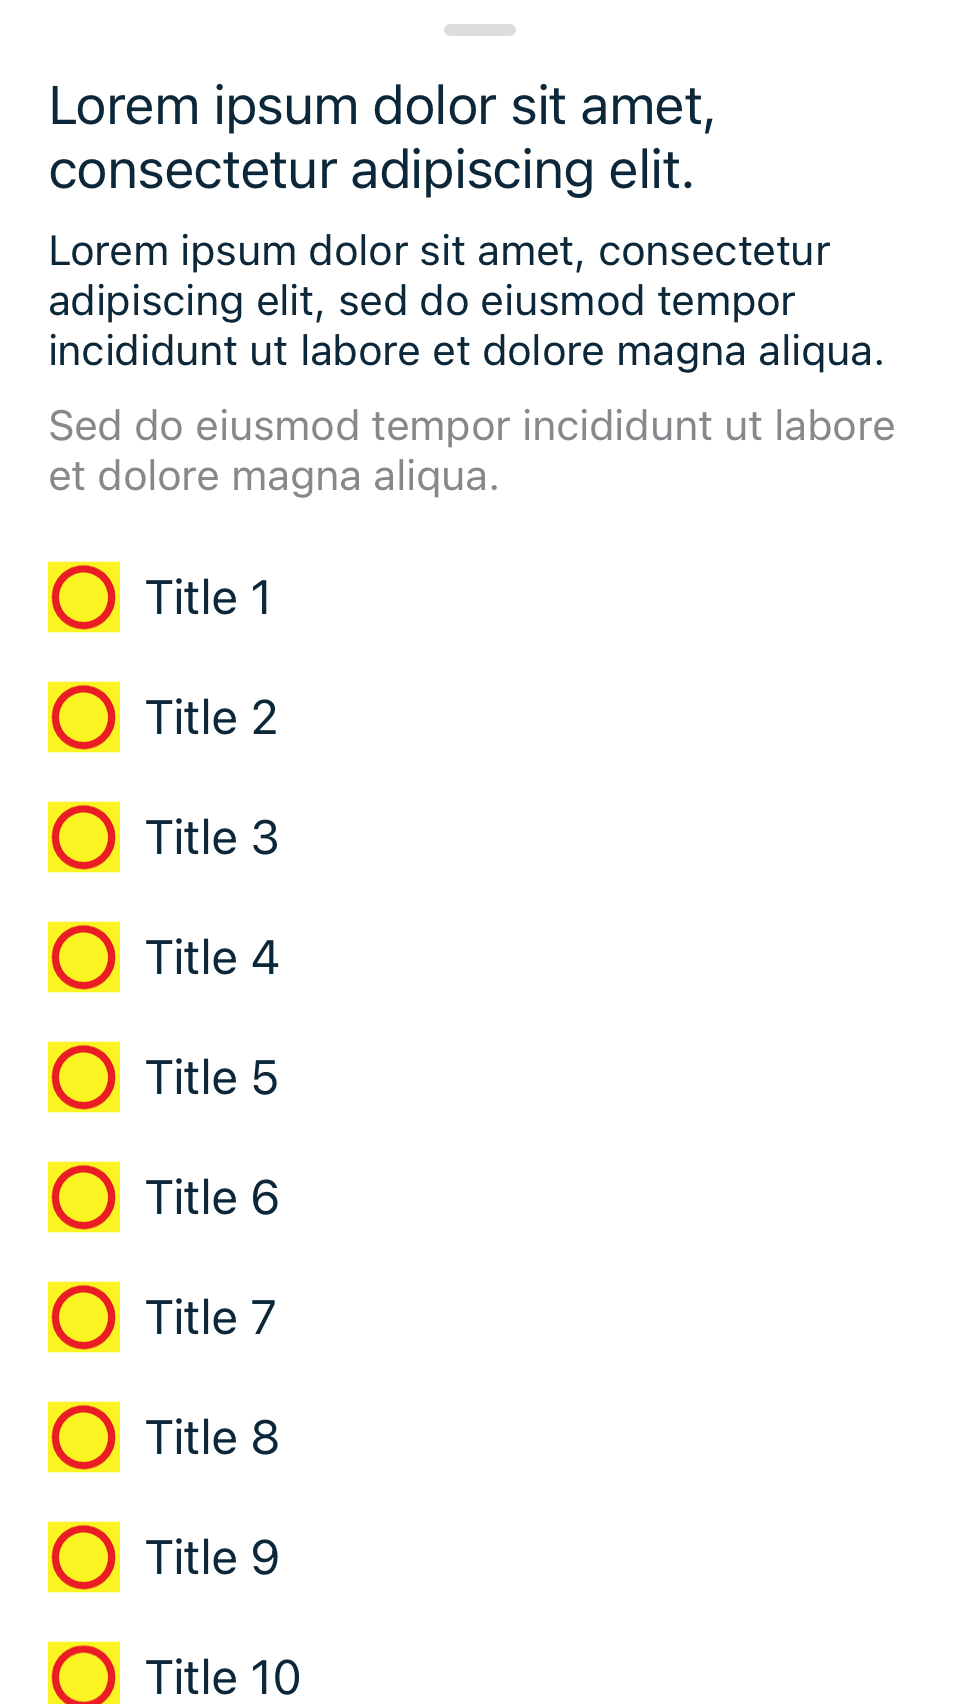 Lorem ipsum dolor sit amet,
consectetur adipiscing elit.
Lorem ipsum dolor sit amet, consectetur
adipiscing elit, sed do eiusmod tempor
incididunt ut labore et dolore magna aliqua.
Sed do eiusmod tempor incididunt ut labore
et dolore magna aliqua.
Title 1
Title 2
Title 3
Title 4
Title 5
Title 6
Title 7
Title 8
Title 9
Title 10